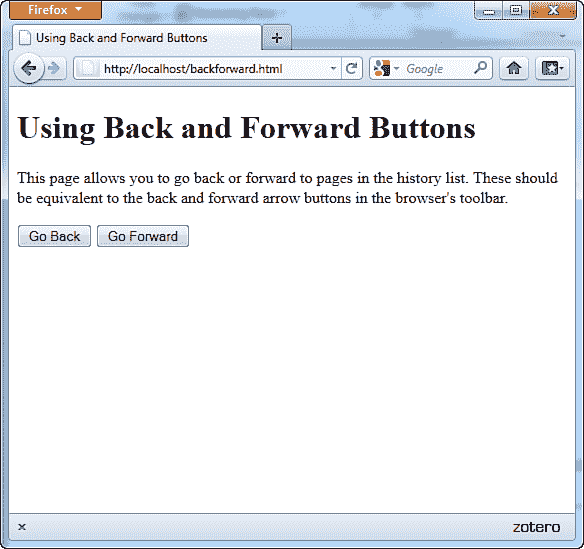 Firefox
Using Back and Forward Buttons
http://localhost/backforward.html
Google
Using Back and Forward Buttons
This page allows you to go back or forward to pages in the history list. These should
be equivalent to the back and forward arrow buttons in the browser's toolbar.
Go Back Go Forward
x zotero